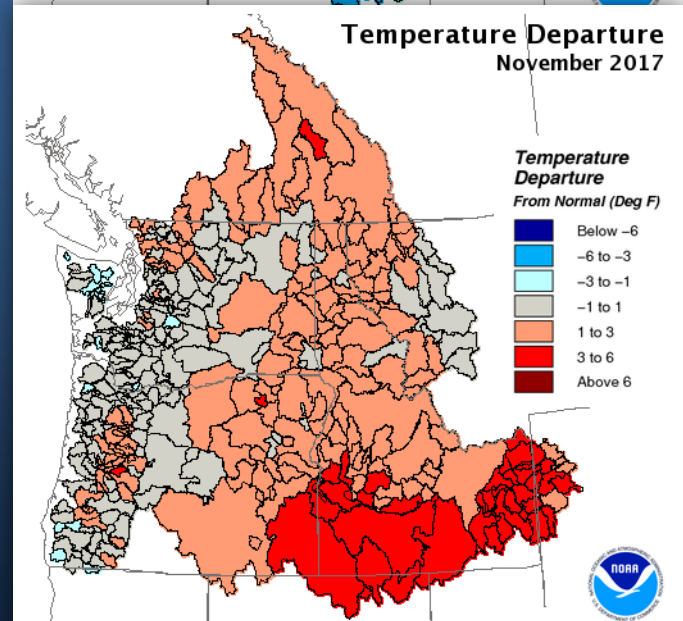 Temperature Departure
November 2017
Temperature
Departure
From Normal (Deg F)
Below −6
−6 to −3
−3 to −1
−1 to 1
1 to 3
3 to 6
Above 6
NOAA